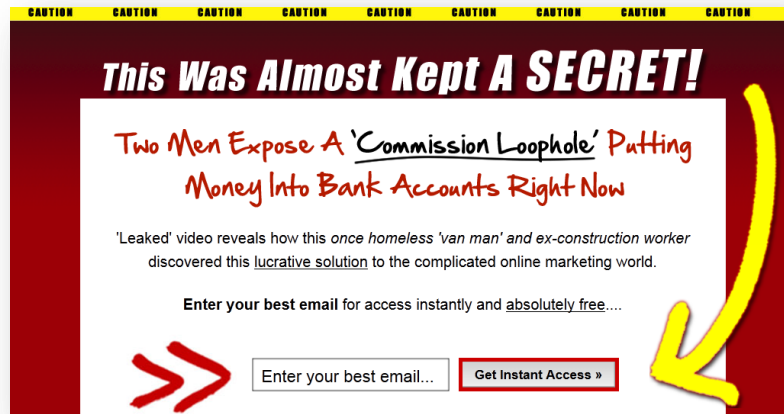 CAUTION CAUTION CAUTION CAUTION CAUTION CAUTION CAUTION CAUTION CAUTION
This Was Almost Kept A SECRET!
Two Men Expose A 'Commission Loophole' Putting
Money Into Bank Accounts Right Now
'Leaked' video reveals how this once homeless 'van man' and ex-construction worker
discovered this lucrative solution to the complicated online marketing world.
Enter your best email for access instantly and absolutely free....
Enter your best email... Get Instant Access »